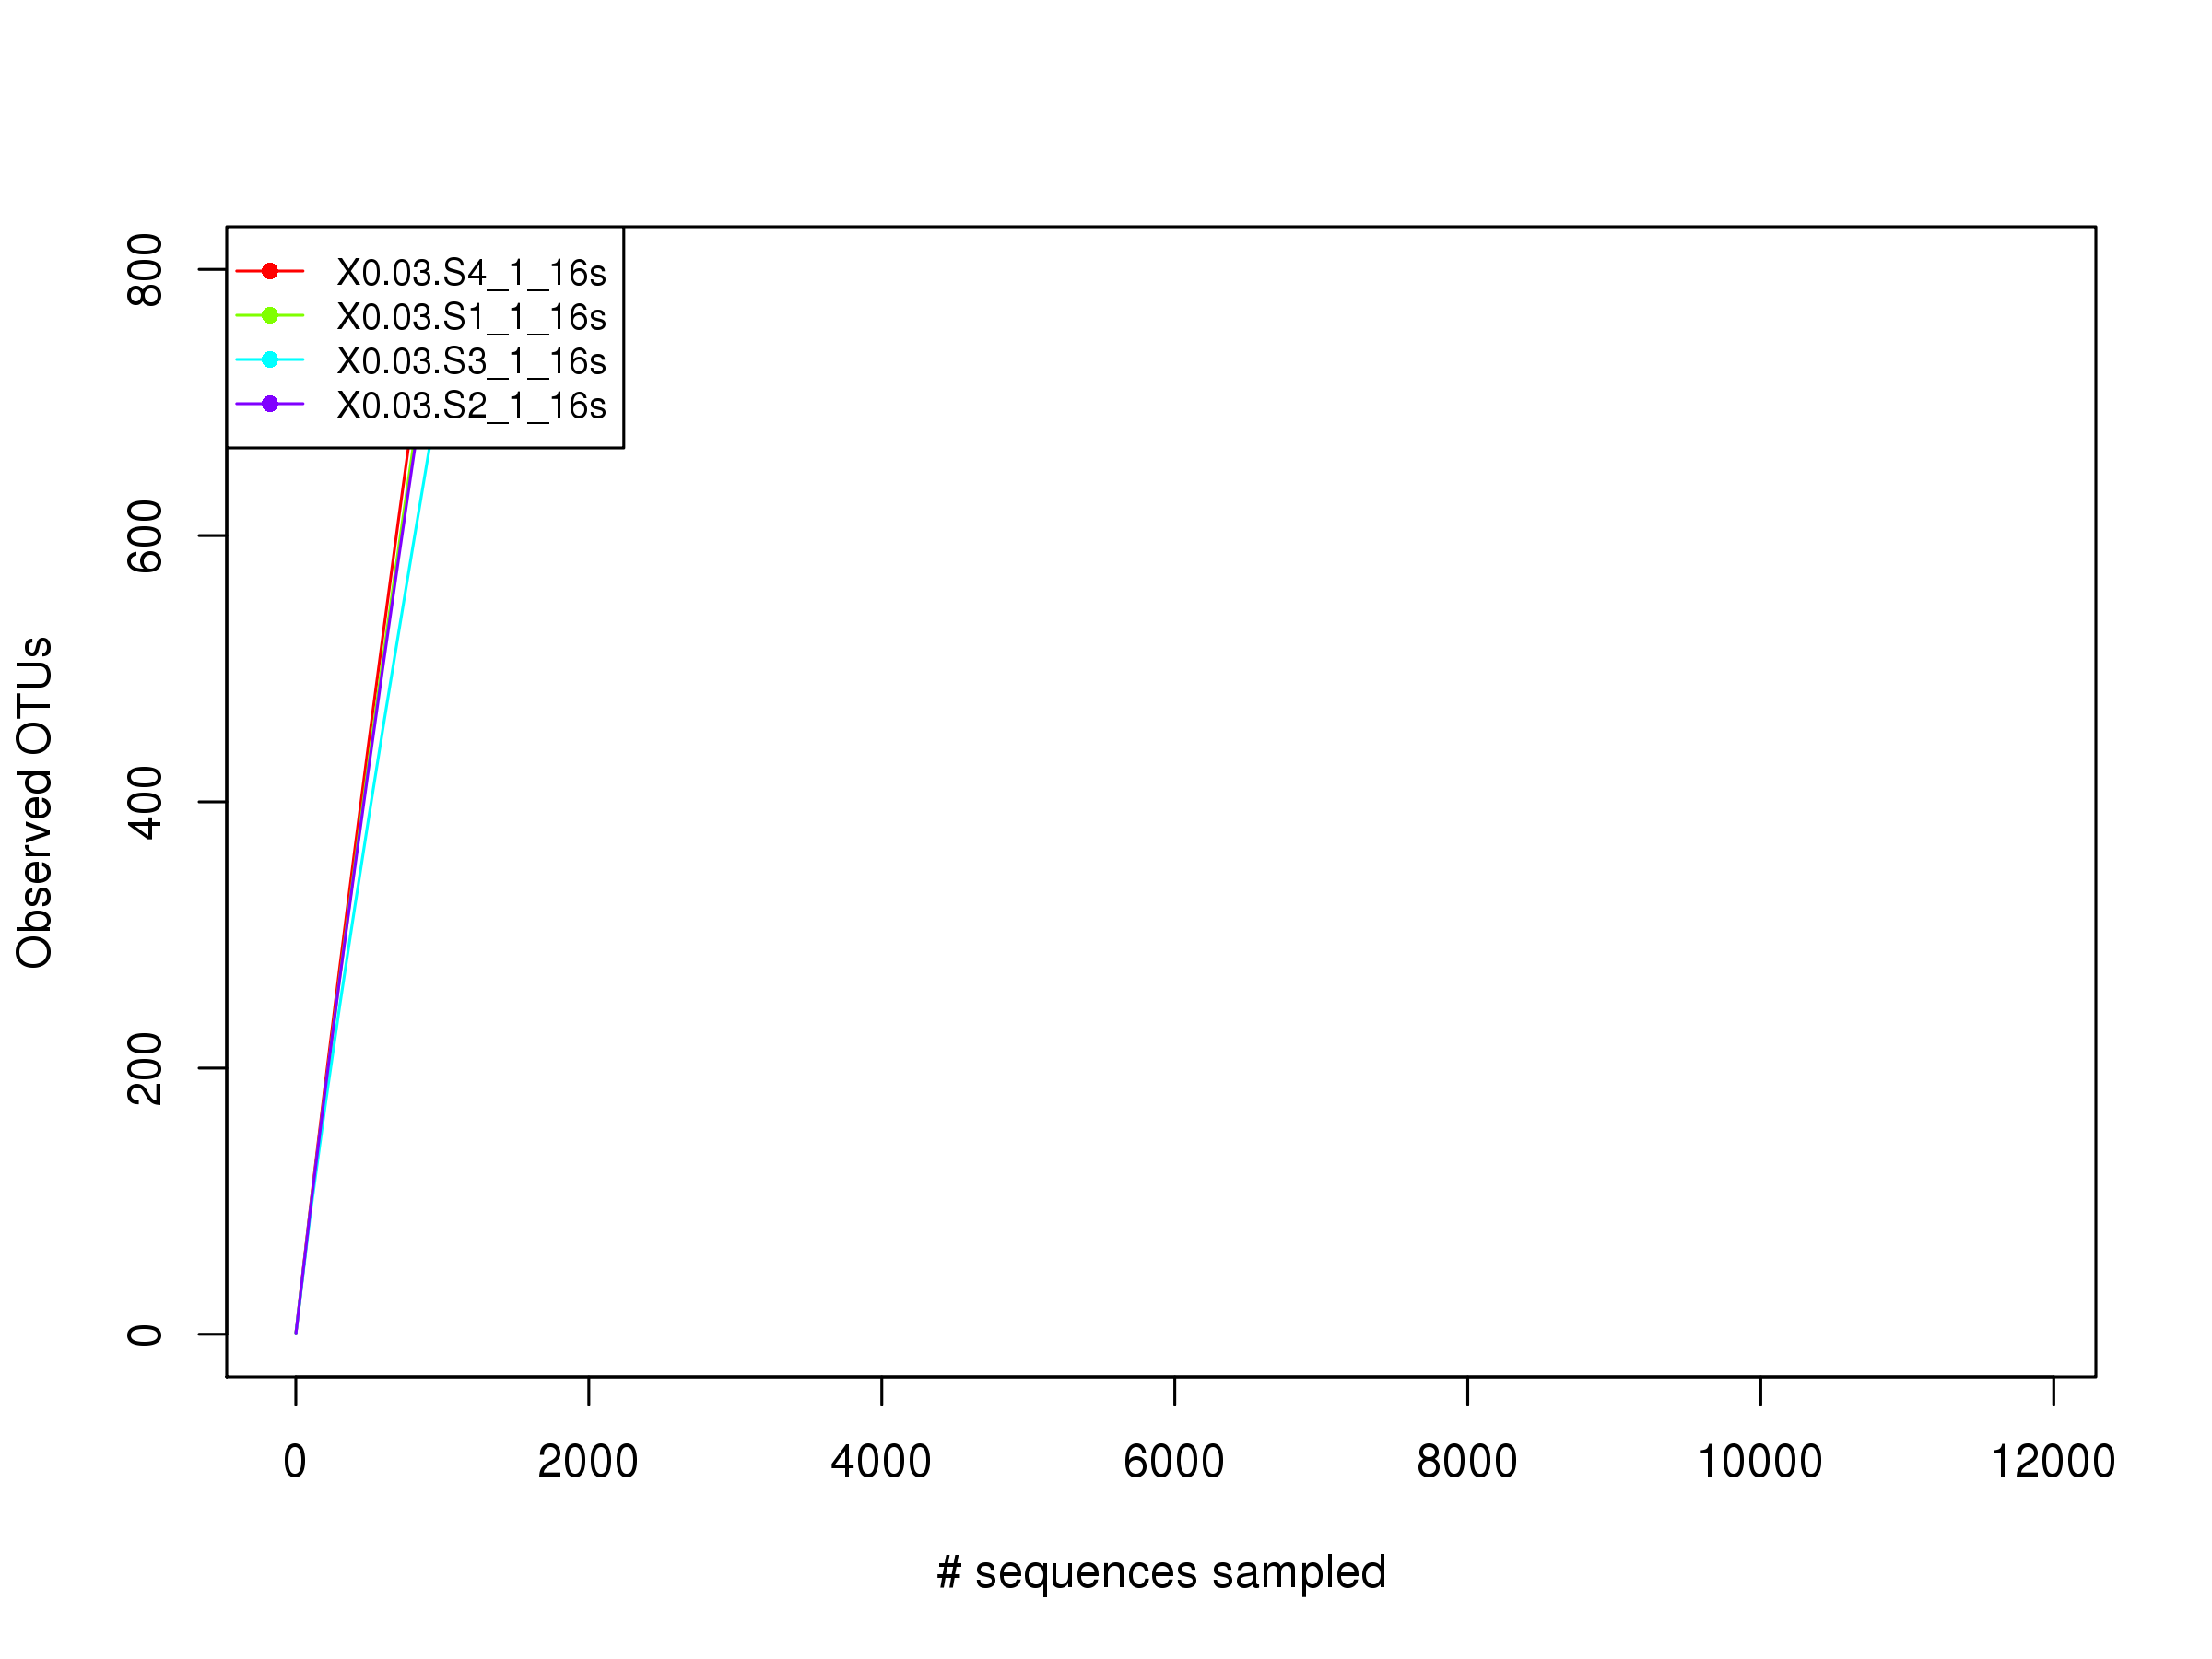 X0.03.S4_1_16s
X0.03.S1_1_16s
X0.03.S3_1_16s
X0.03.S2_1_16s
800
600
400
200
0
Observed OTUs
0 2000 4000 6000 8000 10000 12000
# sequences sampled